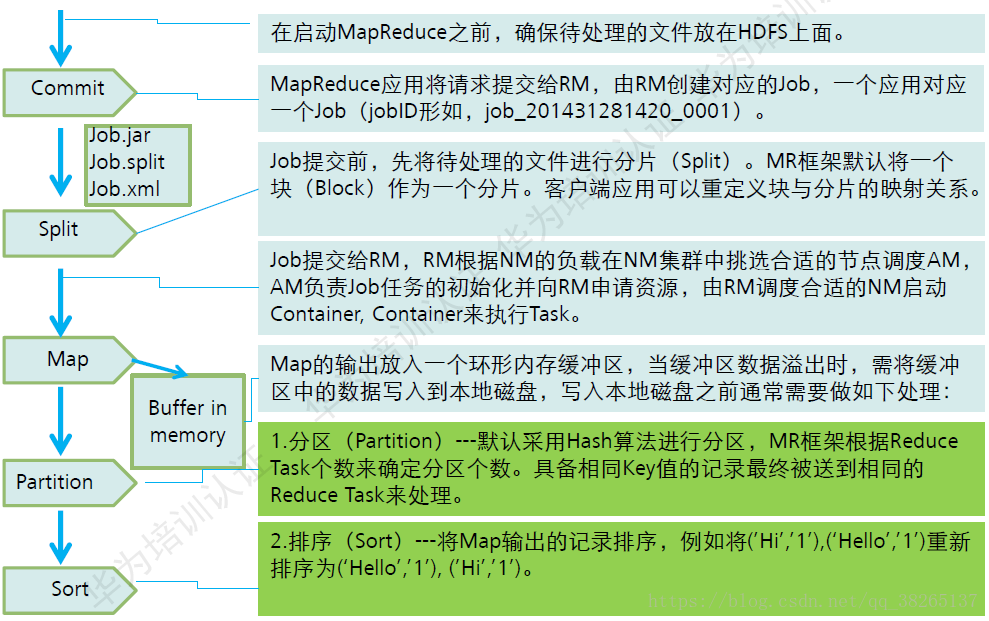 在启动MapReduce之前，确保待处理的文件放在HDFS上面。
Commit
MapReduce应用将请求提交给RM，由RM创建对应的Job，一个应用对应
一个Job（jobID形如，job_201431281420_0001）。
Job.jar
Job.split
Job.xml
Job提交前，先将待处理的文件进行分片（Split）。MR框架默认将一个
块（Block）作为一个分片。客户端应用可以重定义块与分片的映射关系。
Split
Job提交给RM，RM根据NM的负载在NM集群中挑选合适的节点调度AM，
AM负责Job任务的初始化并向RM申请资源，由RM调度合适的NM启动
Container, Container来执行Task。
Map
Map的输出放入一个环形内存缓冲区，当缓冲区数据溢出时，需将缓冲
区中的数据写入到本地磁盘，写入本地磁盘之前通常需要做如下处理：
Buffer in
memory
1.分区（Partition）---默认采用Hash算法进行分区，MR框架根据Reduce
Task个数来确定分区个数。具备相同Key值的记录最终被送到相同的
Reduce Task来处理。
Partition
2.排序（Sort）---将Map输出的记录排序，例如将('Hi','1'),('Hello','1')重新
排序为('Hello','1'), ('Hi','1')。
Sort
华为培训认证
华为培训认证
华为培训认证